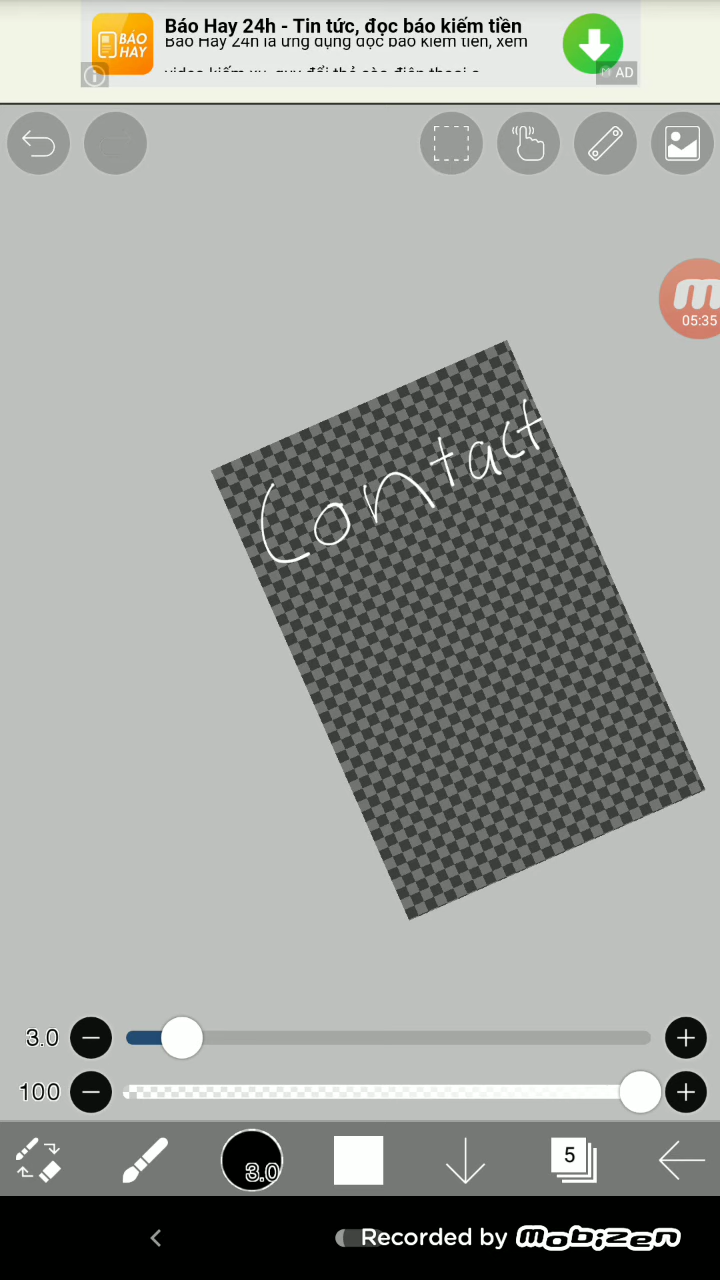 BÁO HAY
Báo Hay 24h - Tin tức, đọc báo kiếm tiền
Báo Hay 24h là ứng dụng đọc báo kiếm tiền, xem
AD
05:35
Contact
3.0
100
3.0
5
Recorded by mobizen